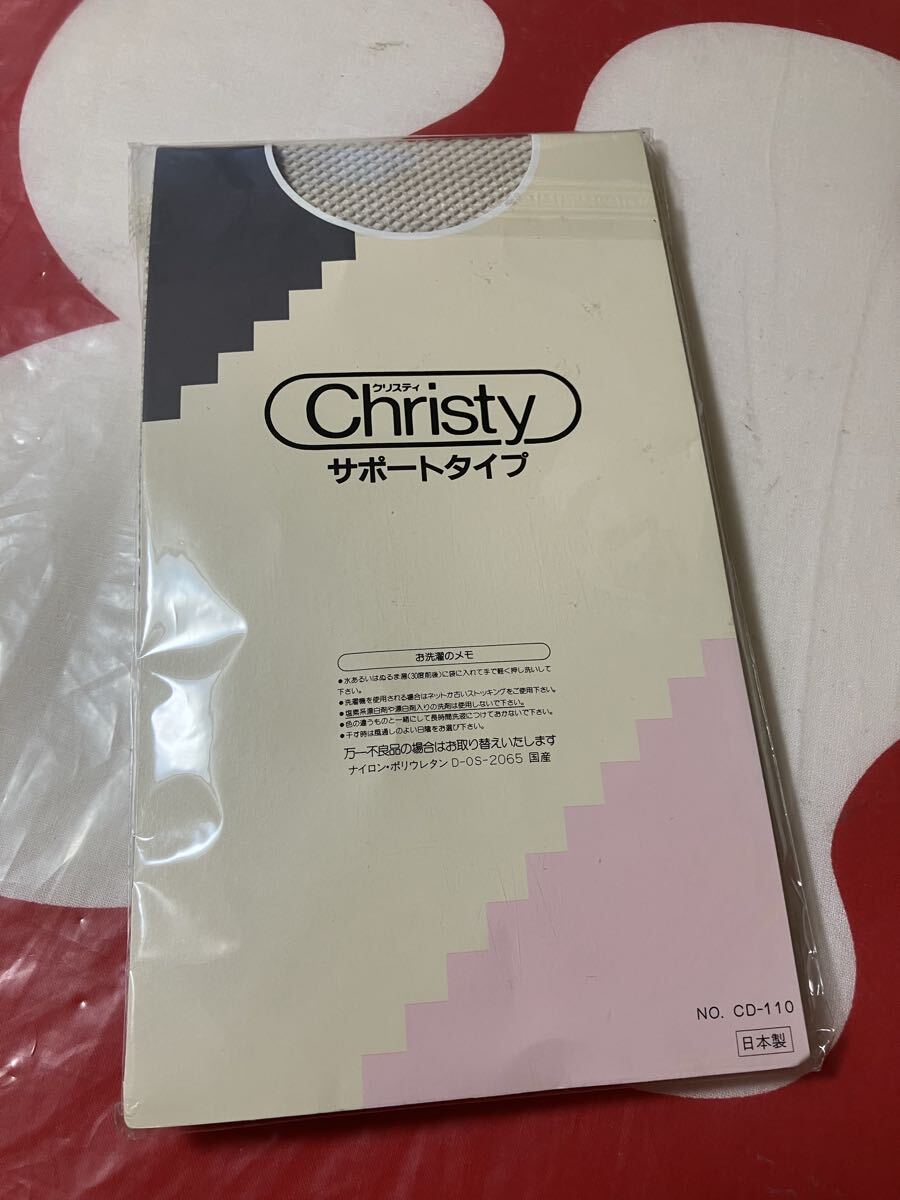 クリスティ
Christy
サポートタイプ
お洗濯のメモ
●水あるいはぬるま湯(30度前後)に袋に入れて手で軽く押し洗いして
下さい。
●洗濯機を使用される場合はネットか古いストッキングをご使用下さい。
●塩素系漂白剤や漂白剤入りの洗剤は使用しないで下さい。
●色の違うものと一緒にして長時間洗液につけておかないで下さい。
●干す時は風通しのよい日陰をお選び下さい。
万一不良品の場合はお取り替えいたします
ナイロン・ポリウレタン D-OS-2065 国産
NO. CD-110
日本製